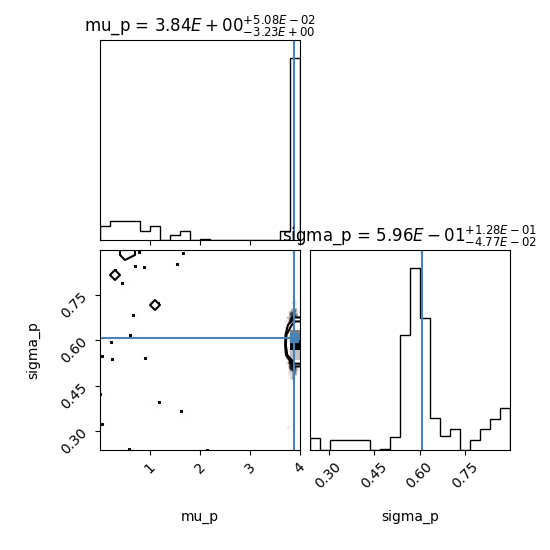 mu_p = 3.84E+00+5.08E−02 −3.23E+00
sigma_p = 5.96E−01+1.28E−01 −4.77E−02
sigma_p
0.75
0.60
0.45
0.30
1 2 3 4
0.30 0.45 0.60 0.75
mu_p
sigma_p